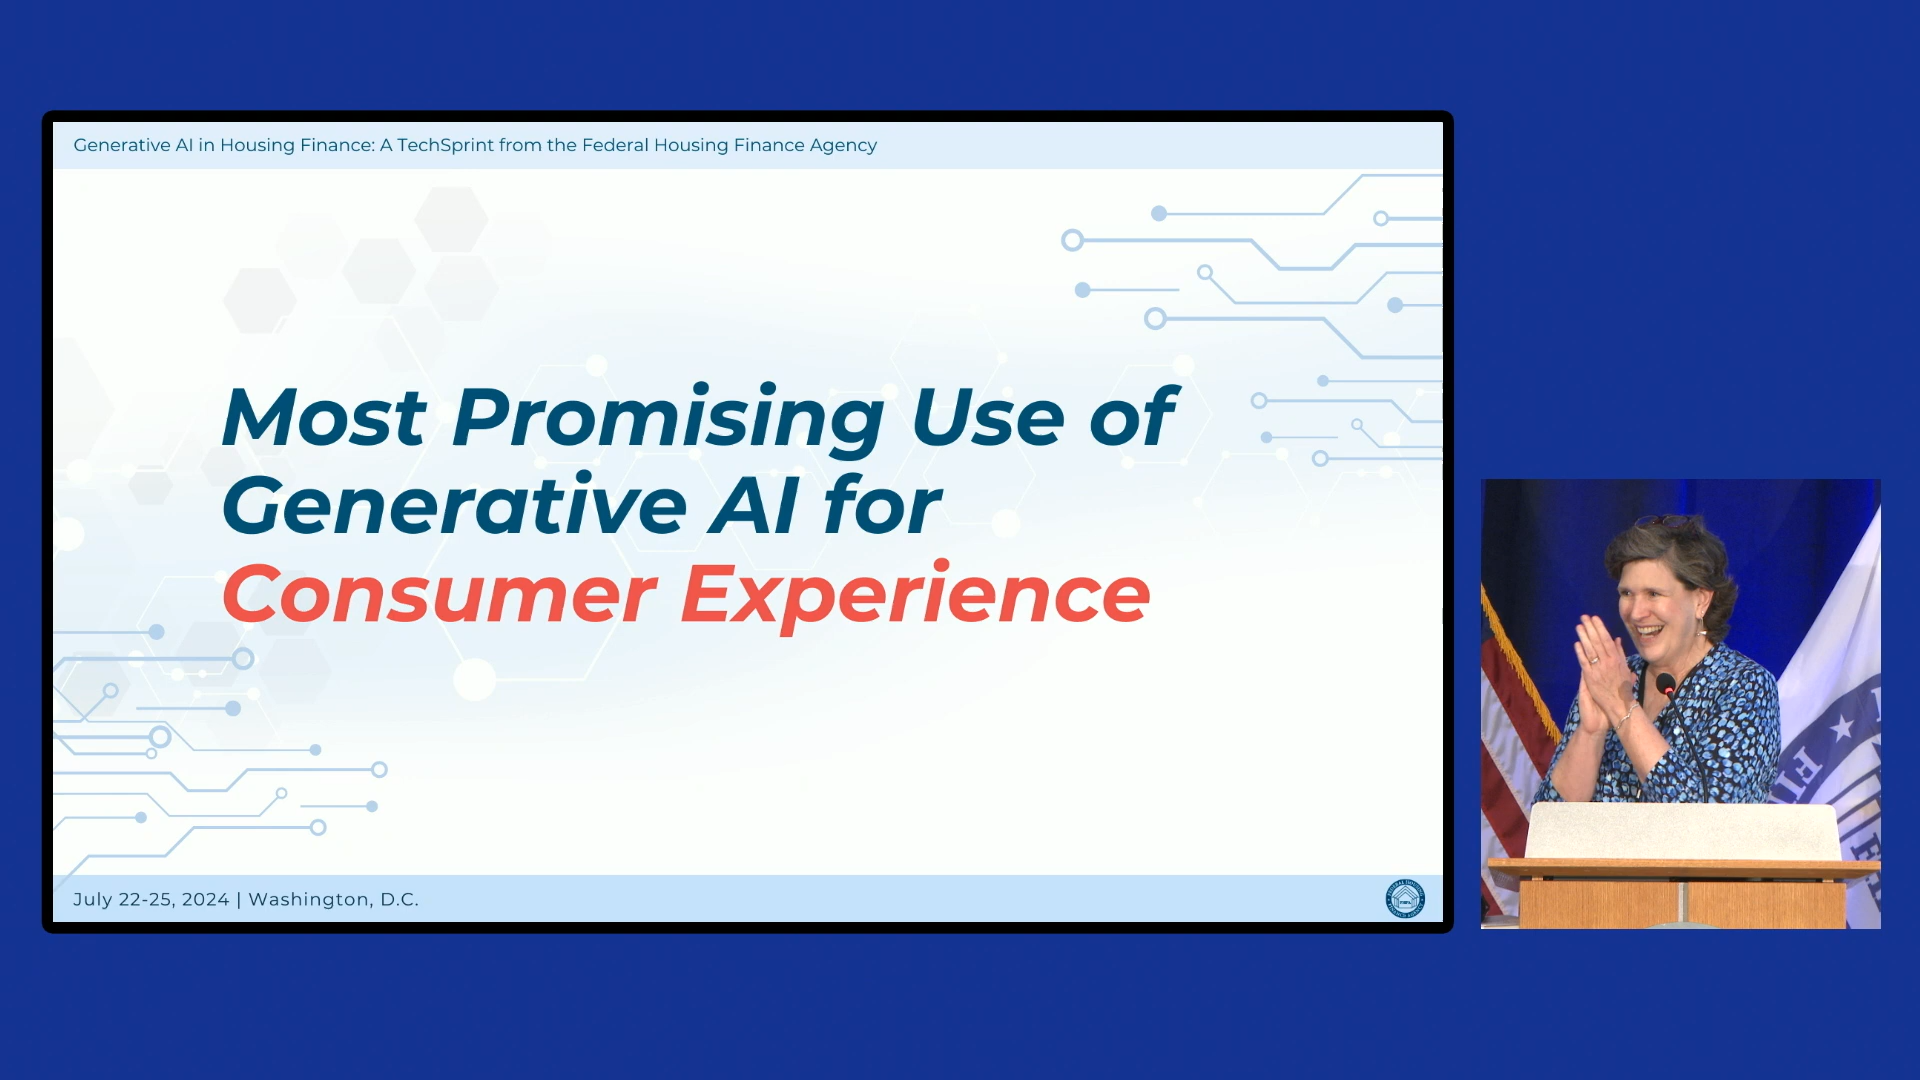 Generative AI in Housing Finance: A TechSprint from the Federal Housing Finance Agency
Most Promising Use of
Generative AI for
Consumer Experience
July 22-25, 2024 | Washington, D.C.